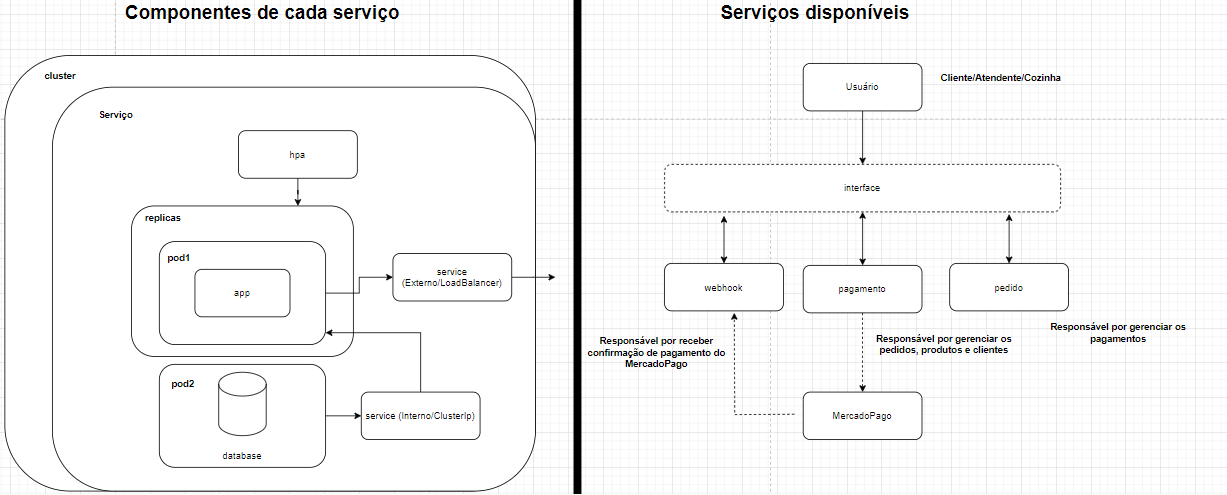 Componentes de cada serviço
cluster
Serviço
hpa
replicas
pod1
app
service
(Externo/LoadBalancer)
pod2
database
service (Interno/ClusterIp)
Serviços disponíveis
Usuário
Cliente/Atendente/Cozinha
interface
webhook
pagamento
pedido
Responsável por receber
confirmação de pagamento do
MercadoPago
Responsável por gerenciar os
pedidos, produtos e clientes
Responsável por gerenciar os
pagamentos
MercadoPago